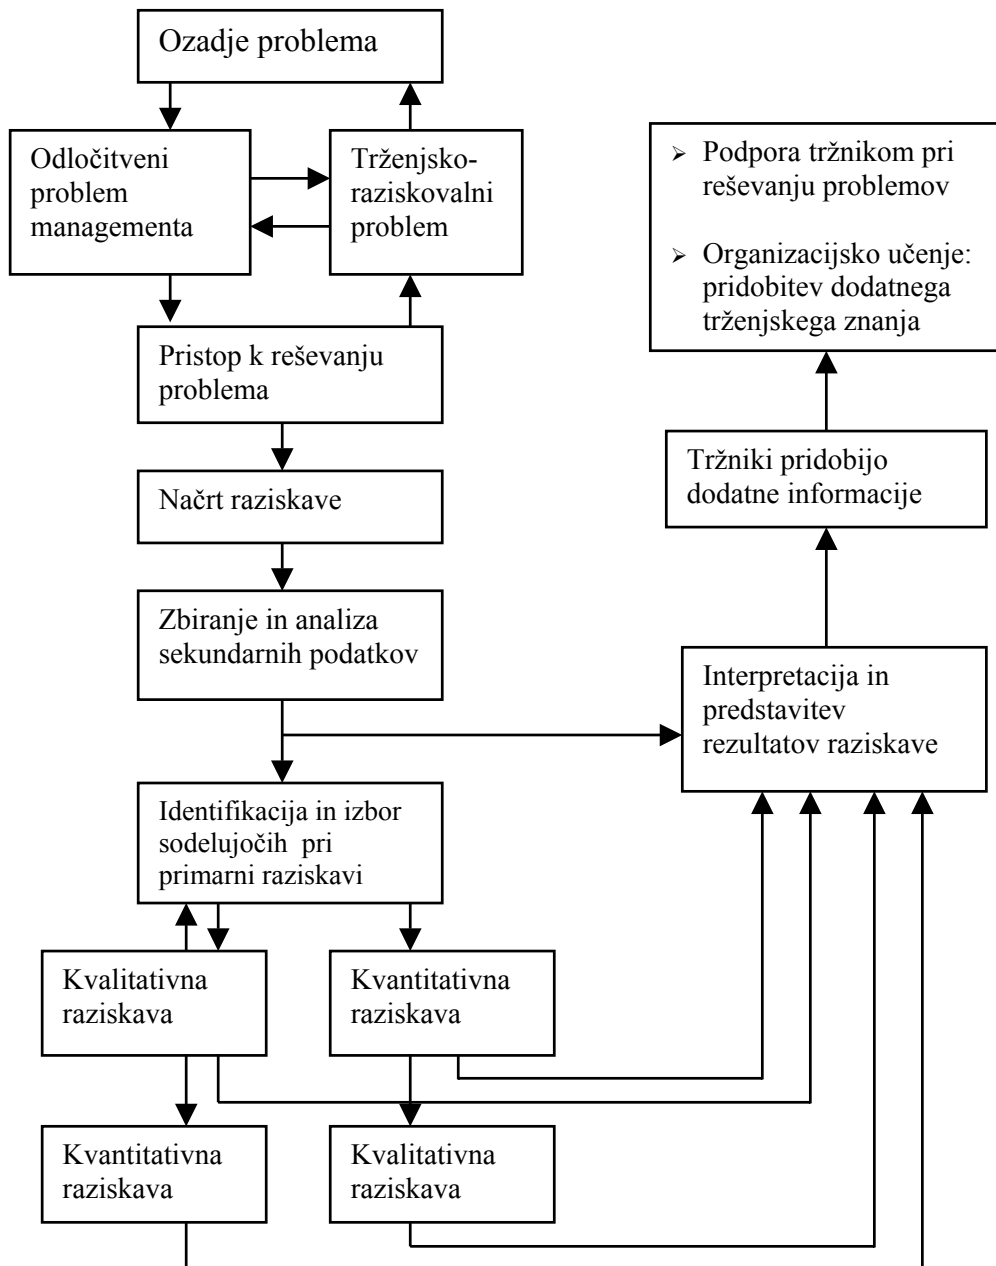 Ozadje problema
Odločitveni
problem
managementa
Trženjsko-
raziskovalni
problem
Pristop k reševanju
problema
Načrt raziskave
Zbiranje in analiza
sekundarnih podatkov
Identifikacija in izbor
sodelujočih pri
primarni raziskavi
Kvalitativna
raziskava
Kvantitativna
raziskava
Kvantitativna
raziskava
Kvalitativna
raziskava
➢ Podpora tržnikom pri
reševanju problemov
➢ Organizacijsko učenje:
pridobitev dodatnega
trženjskega znanja
Tržniki pridobijo
dodatne informacije
Interpretacija in
predstavitev
rezultatov raziskave